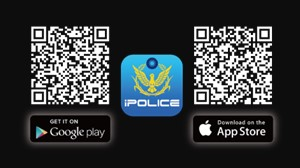 iPOLICE
GET IT ON
Google play
Download on the
App Store